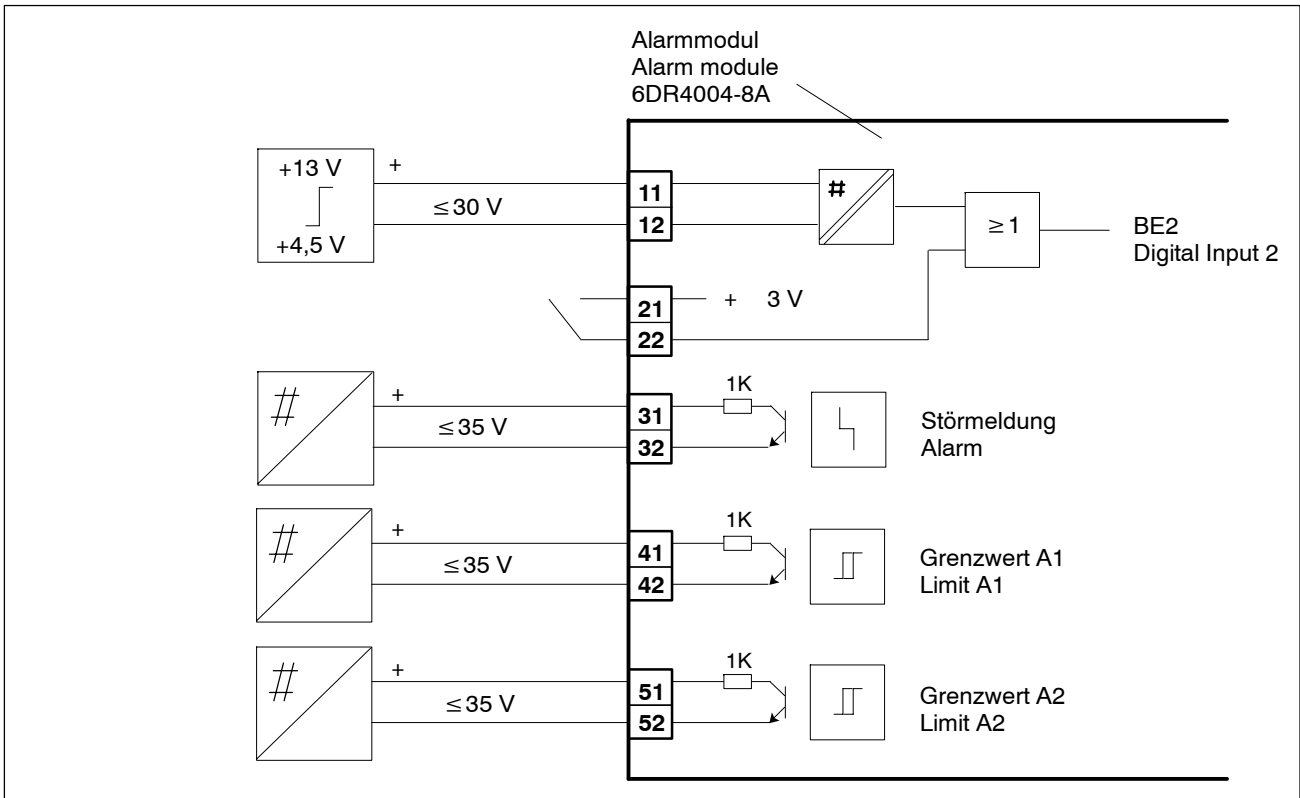 Alarmmodul
Alarm module
6DR4004-8A
+13 V
+4,5 V
+
≤ 30 V
11
12
#
≥ 1
BE2
Digital Input 2
21
22
+ 3 V
#
+
≤ 35 V
31
32
1K
Störmeldung
Alarm
#
+
≤ 35 V
41
42
1K
Grenzwert A1
Limit A1
#
+
≤ 35 V
51
52
1K
Grenzwert A2
Limit A2